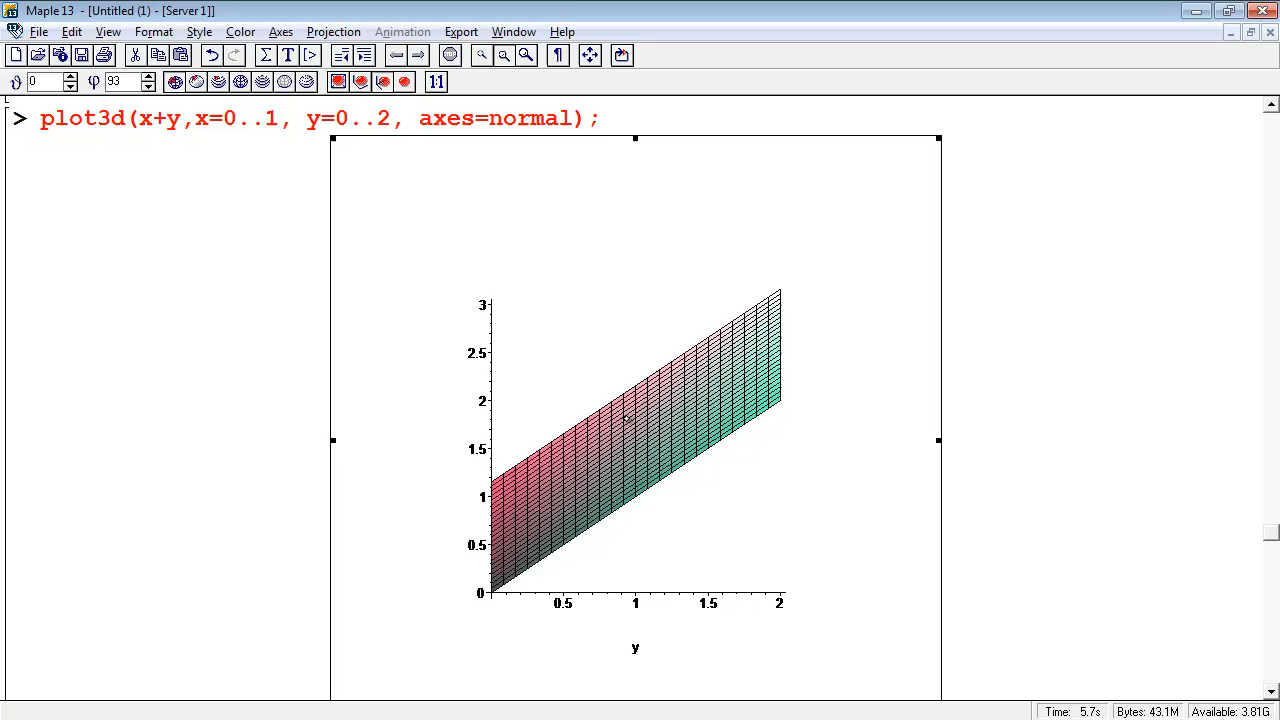 Maple 13 - [Untitled (1) - [Server 1]]
File Edit View Format Style Color Axes Projection Animation Export Window Help
ϑ 0 φ 93 1:1
> plot3d(x+y,x=0..1, y=0..2, axes=normal);
3
2.5
2
1.5
1
0.5
0
0.5 1 1.5 2
y
Time: 5.7s Bytes: 43.1M Available: 3.81G